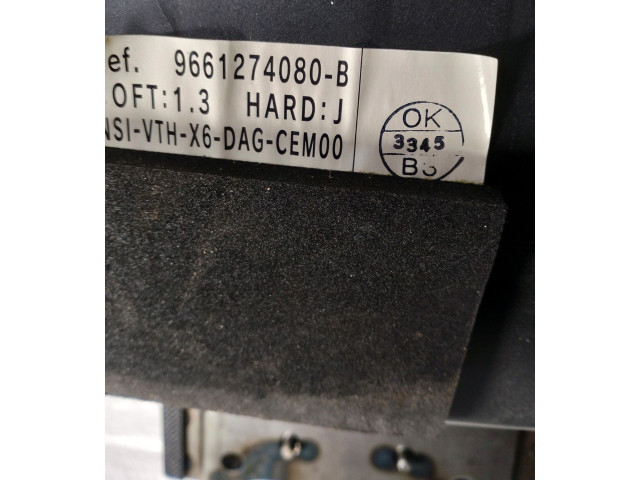 ef. 9661274080-B
OFT:1.3 HARD:J
NSI-VTH-X6-DAG-CEM00
OK
3345